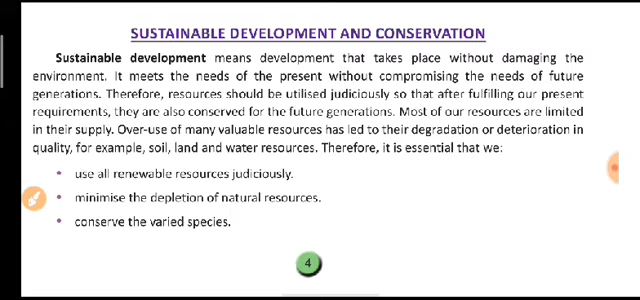 SUSTAINABLE DEVELOPMENT AND CONSERVATION
Sustainable development means development that takes place without damaging the
environment. It meets the needs of the present without compromising the needs of future
generations. Therefore, resources should be utilised judiciously so that after fulfilling our present
requirements, they are also conserved for the future generations. Most of our resources are limited
in their supply. Over-use of many valuable resources has led to their degradation or deterioration in
quality, for example, soil, land and water resources. Therefore, it is essential that we:
• use all renewable resources judiciously.
• minimise the depletion of natural resources.
• conserve the varied species.
4